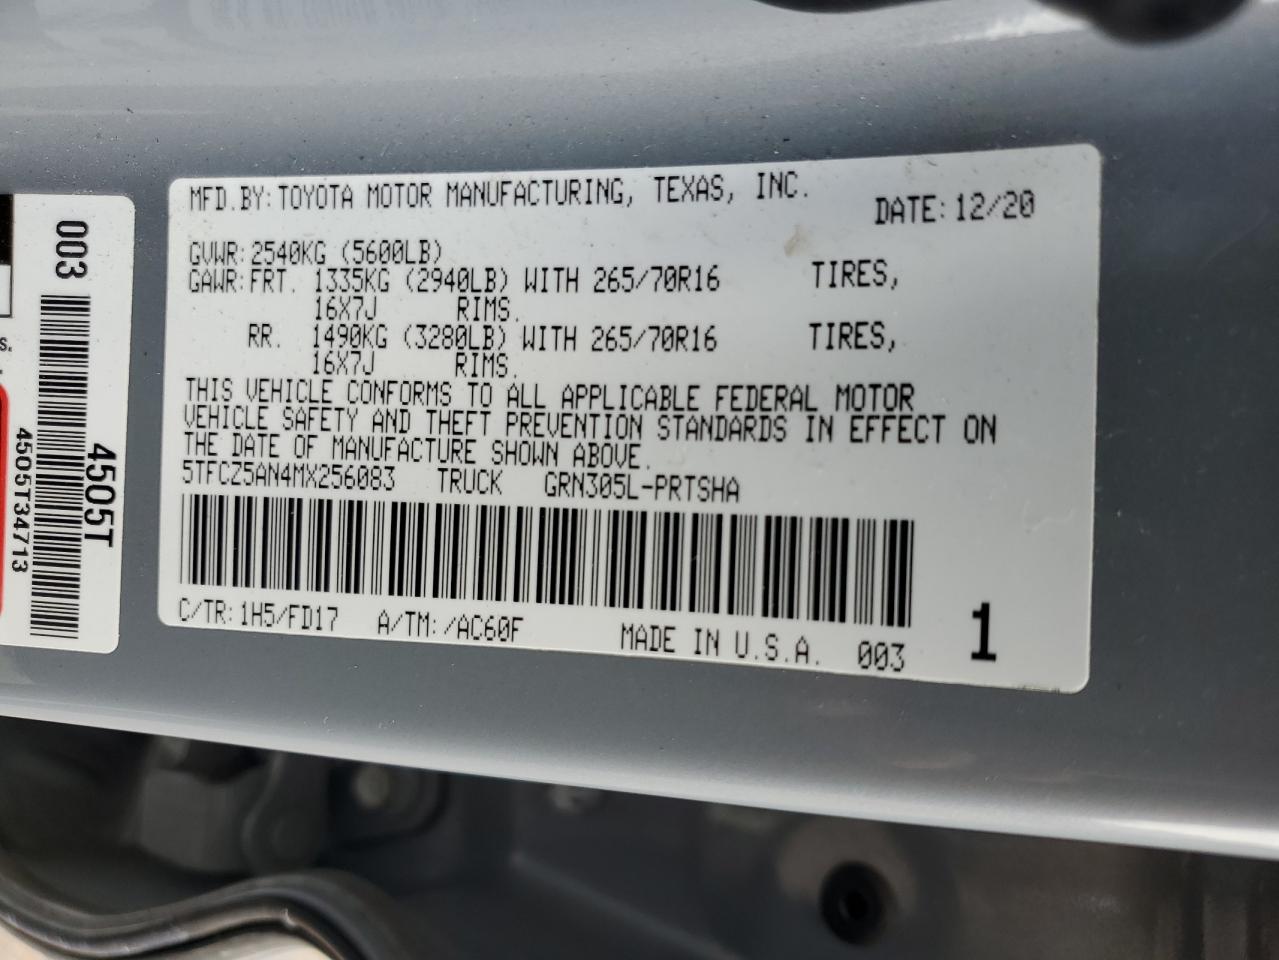 MFD.BY: TOYOTA MOTOR MANUFACTURING, TEXAS, INC. DATE: 12/20
GVWR: 2540KG (5600LB)
GAWR: FRT. 1335KG (2940LB) WITH 265/70R16 TIRES,
16X7J RIMS.
RR. 1490KG (3280LB) WITH 265/70R16 TIRES,
16X7J RIMS.
THIS VEHICLE CONFORMS TO ALL APPLICABLE FEDERAL MOTOR
VEHICLE SAFETY AND THEFT PREVENTION STANDARDS IN EFFECT ON
THE DATE OF MANUFACTURE SHOWN ABOVE.
5TFCZ5AN4MX256083 TRUCK GRN305L-PRTSHA
C/TR: 1H5/FD17 A/TM: /AC60F MADE IN U.S.A. 003 1
003
4505T
4505T34713
s.